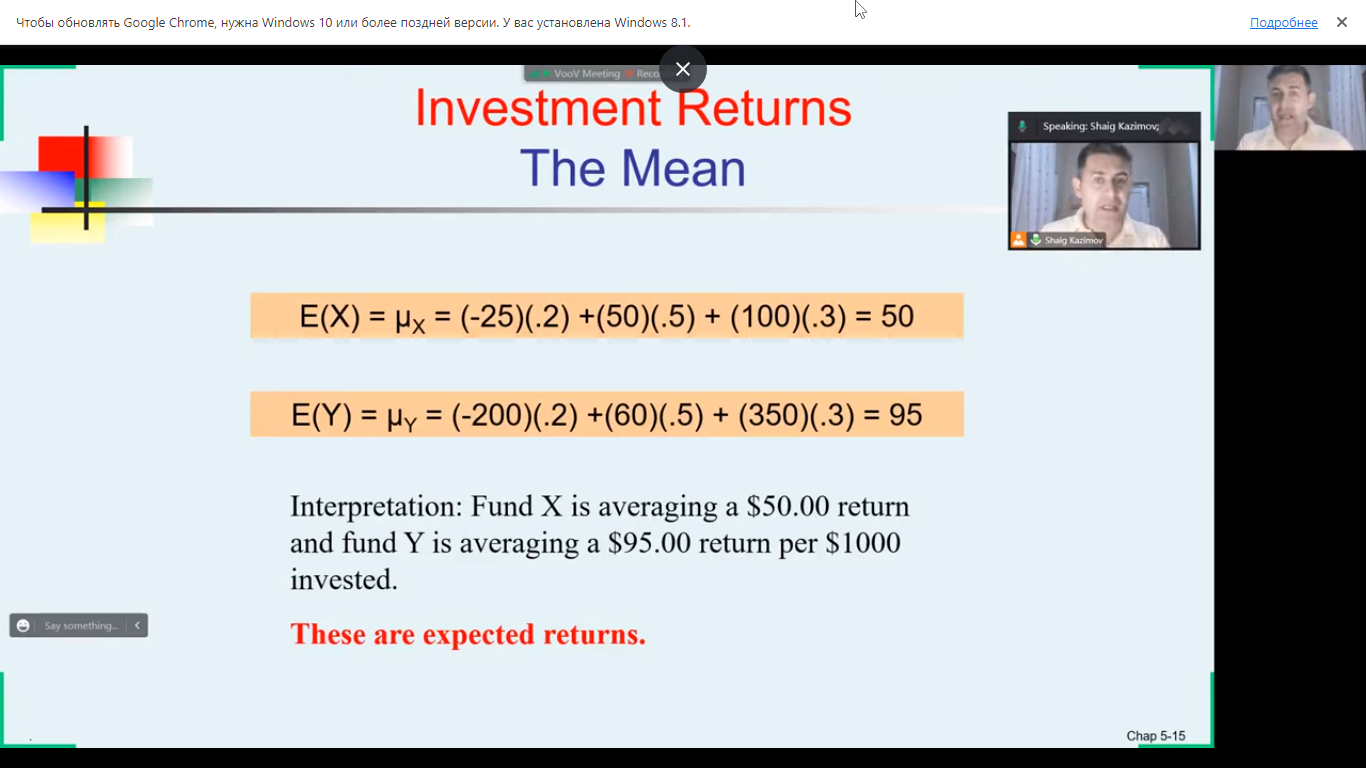 Чтобы обновлять Google Chrome, нужна Windows 10 или более поздней версии. У вас установлена Windows 8.1.
Подробнее
VooV Meeting
Investment Returns
The Mean
Speaking: Shaig Kazimov;
Shaig Kazimov
E(X) = μX = (-25)(.2) +(50)(.5) + (100)(.3) = 50
E(Y) = μY = (-200)(.2) +(60)(.5) + (350)(.3) = 95
Interpretation: Fund X is averaging a $50.00 return
and fund Y is averaging a $95.00 return per $1000
invested.
Say something...
These are expected returns.
Chap 5-15